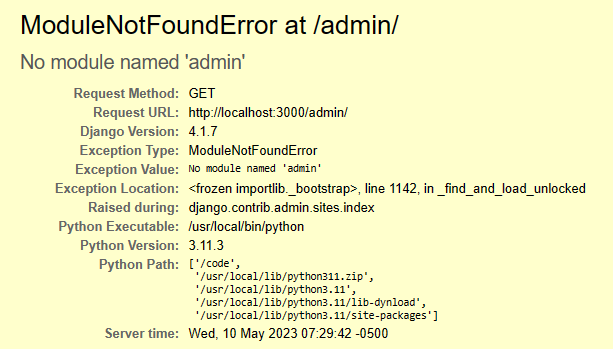 ModuleNotFoundError at /admin/
No module named 'admin'
Request Method: GET
Request URL: http://localhost:3000/admin/
Django Version: 4.1.7
Exception Type: ModuleNotFoundError
Exception Value: No module named 'admin'
Exception Location: <frozen importlib._bootstrap>, line 1142, in _find_and_load_unlocked
Raised during: django.contrib.admin.sites.index
Python Executable: /usr/local/bin/python
Python Version: 3.11.3
Python Path: ['/code',
'/usr/local/lib/python311.zip',
'/usr/local/lib/python3.11',
'/usr/local/lib/python3.11/lib-dynload',
'/usr/local/lib/python3.11/site-packages']
Server time: Wed, 10 May 2023 07:29:42 -0500